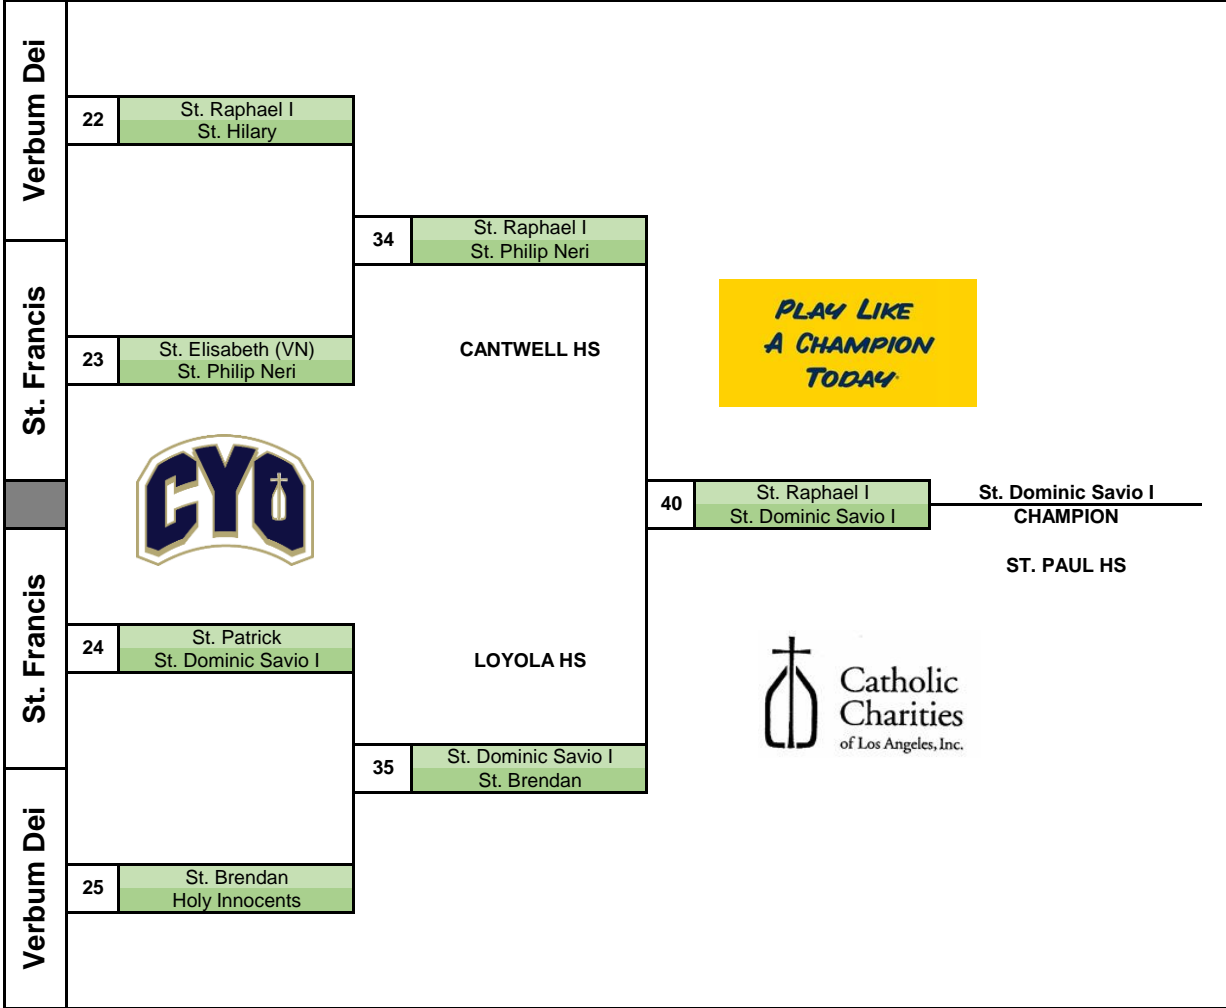 Verbum Dei
22
St. Raphael I
St. Hilary
34
St. Raphael I
St. Philip Neri
St. Francis
23
St. Elisabeth (VN)
St. Philip Neri
CANTWELL HS
PLAY LIKE
A CHAMPION
TODAY
CYO
40
St. Raphael I
St. Dominic Savio I
St. Dominic Savio I
CHAMPION
ST. PAUL HS
St. Francis
24
St. Patrick
St. Dominic Savio I
LOYOLA HS
Catholic
Charities
of Los Angeles, Inc.
35
St. Dominic Savio I
St. Brendan
Verbum Dei
25
St. Brendan
Holy Innocents